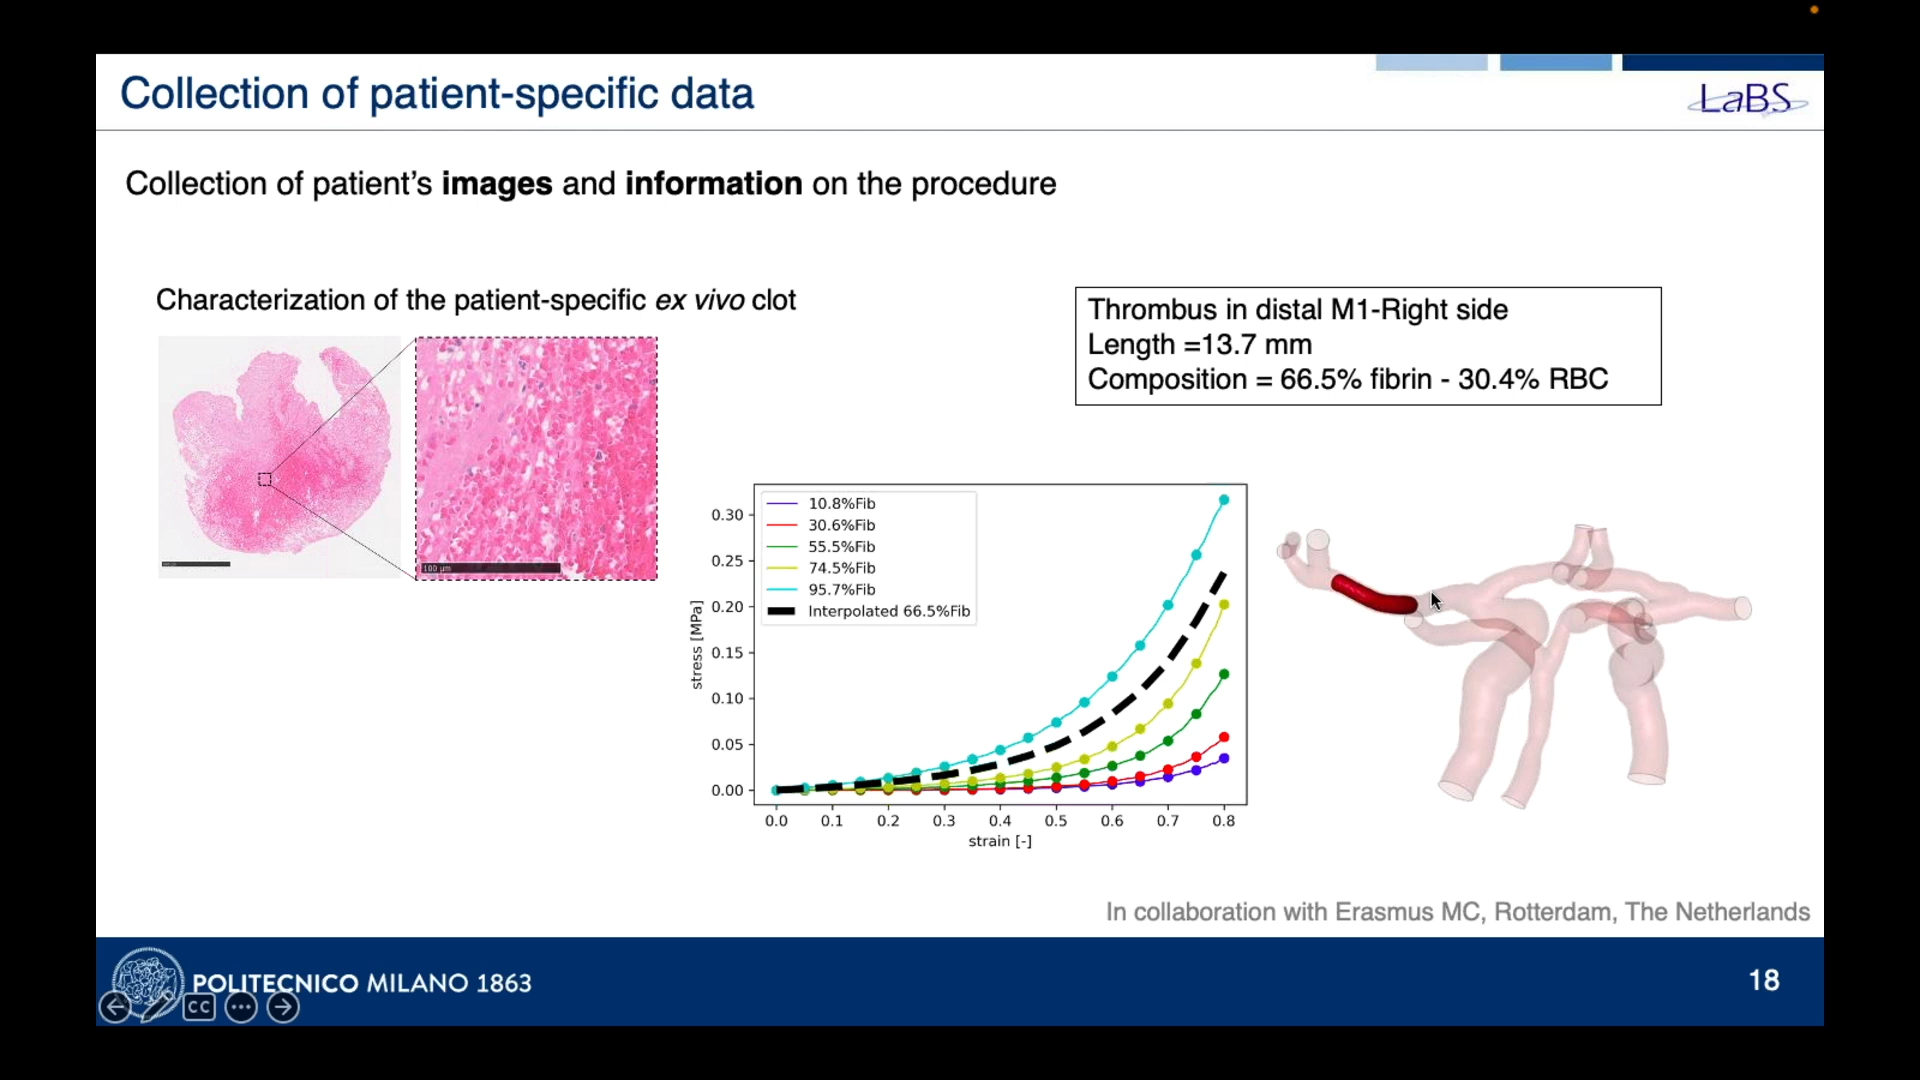 Collection of patient-specific data
LaBS
Collection of patient's images and information on the procedure
Characterization of the patient-specific ex vivo clot
100 µm
Thrombus in distal M1-Right side
Length =13.7 mm
Composition = 66.5% fibrin - 30.4% RBC
10.8%Fib
30.6%Fib
55.5%Fib
74.5%Fib
95.7%Fib
Interpolated 66.5%Fib
stress [MPa]
0.30
0.25
0.20
0.15
0.10
0.05
0.00
0.0 0.1 0.2 0.3 0.4 0.5 0.6 0.7 0.8
strain [-]
In collaboration with Erasmus MC, Rotterdam, The Netherlands
POLITECNICO MILANO 1863
18
CC